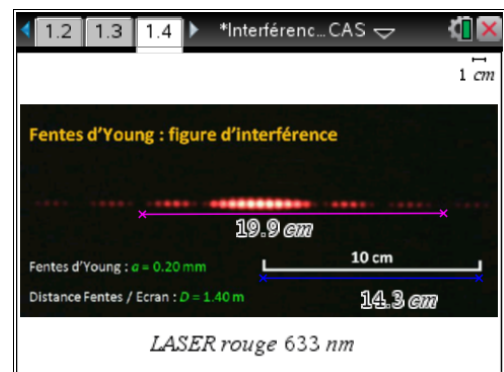 1.2 1.3 1.4 *Interférenc...CAS
1 cm
Fentes d'Young : figure d'interférence
19.9 cm
10 cm
Fentes d'Young : a = 0.20 mm
14.3 cm
Distance Fentes / Ecran : D = 1.40 m
LASER rouge 633 nm